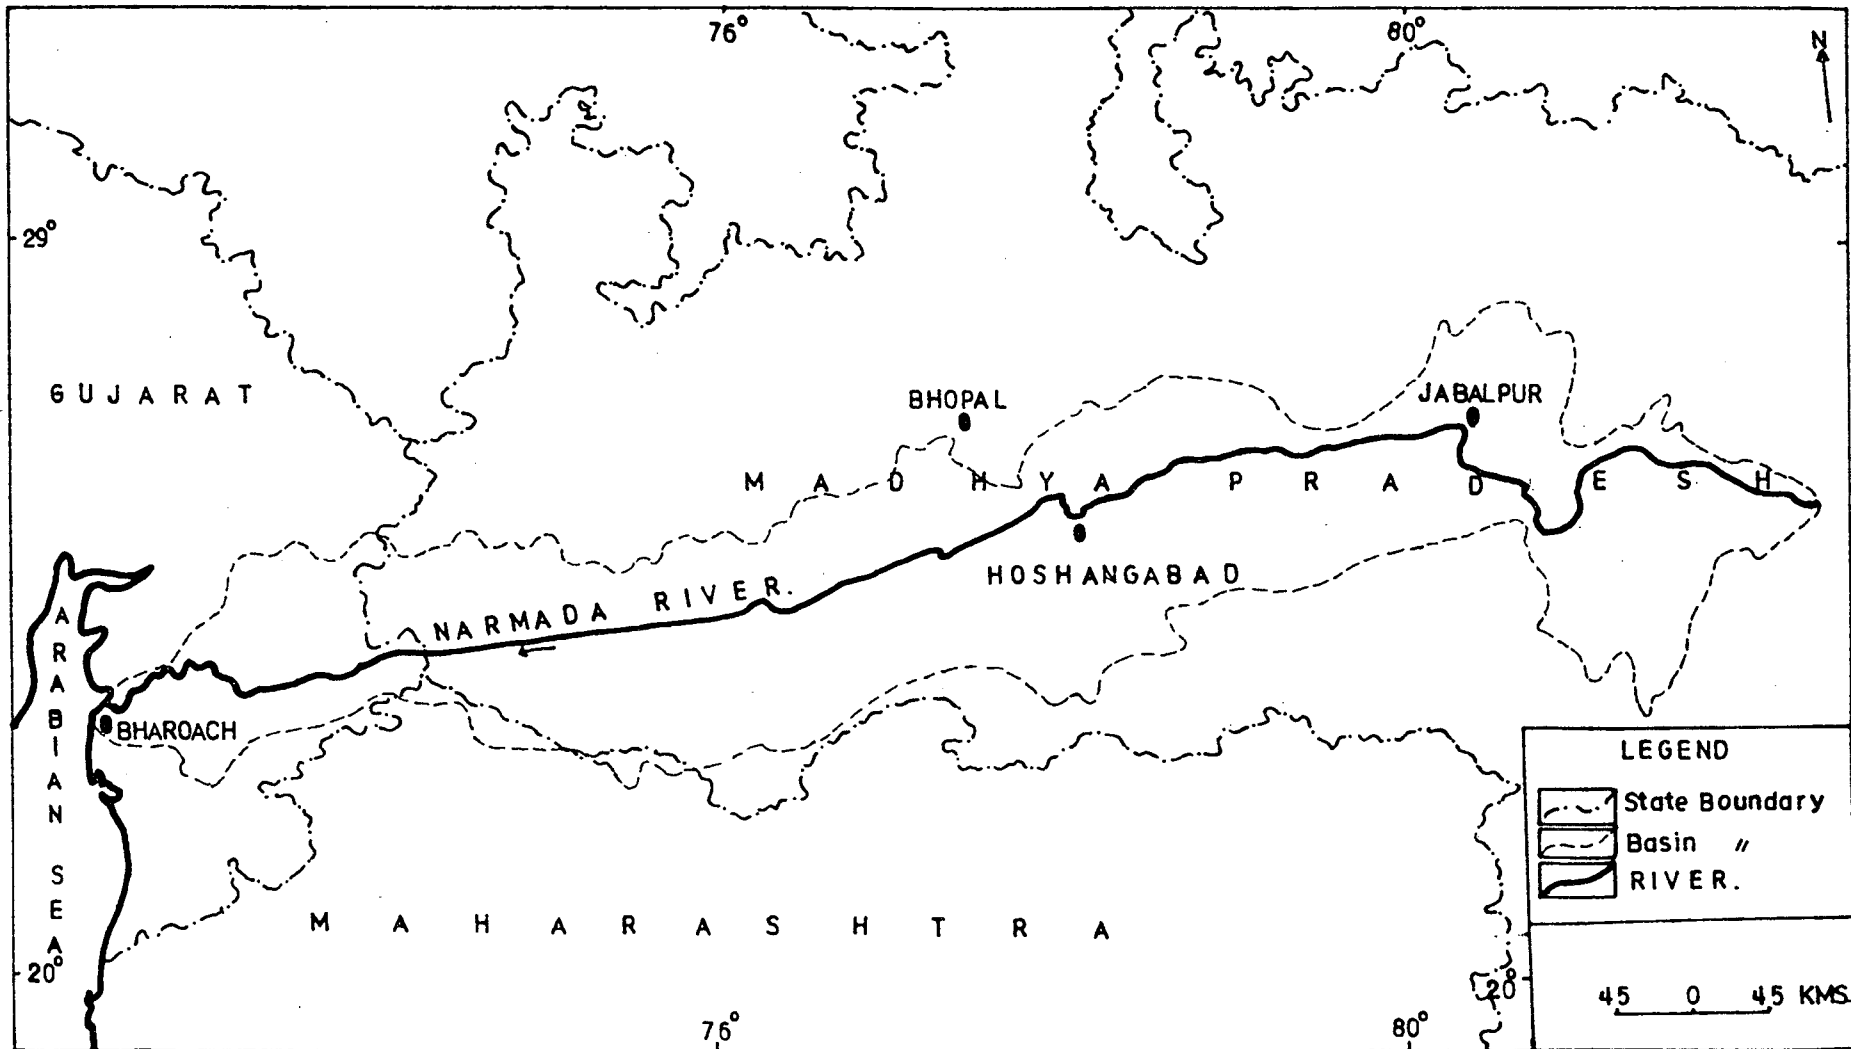 76°
80°
N
29°
GUJARAT
BHOPAL
JABALPUR
MADHYA PRADESH
HOSHANGABAD
NARMADA RIVER.
ARABIAN SEA
BHAROACH
MAHARASHTRA
LEGEND
State Boundary
Basin "
RIVER.
20°
20°
45 0 45 KMS.
76°
80°